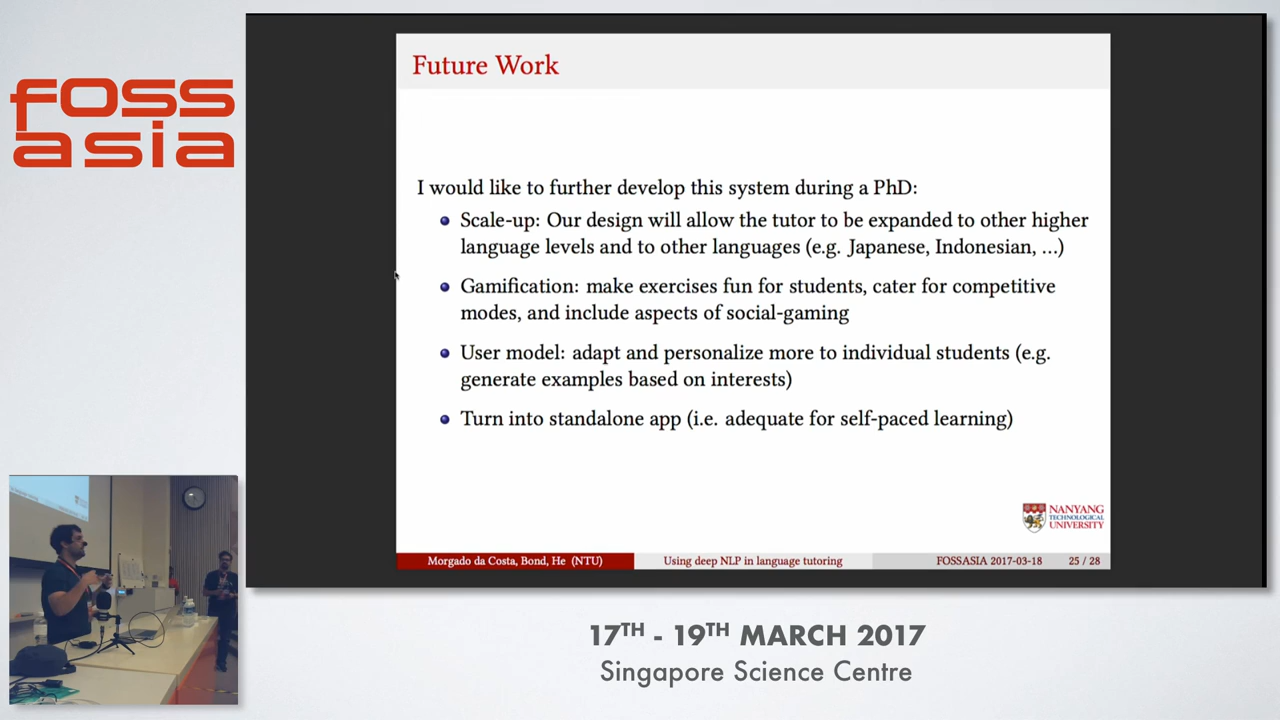 foss
asia
Future Work
I would like to further develop this system during a PhD:
Scale-up: Our design will allow the tutor to be expanded to other higher
language levels and to other languages (e.g. Japanese, Indonesian, ...)
Gamification: make exercises fun for students, cater for competitive
modes, and include aspects of social-gaming
User model: adapt and personalize more to individual students (e.g.
generate examples based on interests)
Turn into standalone app (i.e. adequate for self-paced learning)
NANYANG
TECHNOLOGICAL
UNIVERSITY
Morgado da Costa, Bond, He (NTU) Using deep NLP in language tutoring FOSSASIA 2017-03-18 25 / 28
17TH - 19TH MARCH 2017
Singapore Science Centre